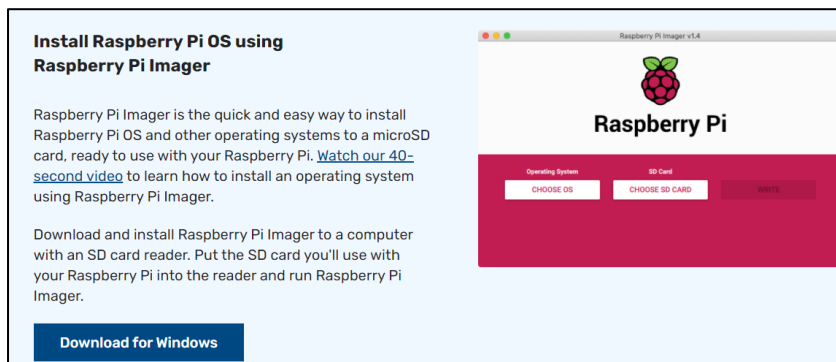 Install Raspberry Pi OS using
Raspberry Pi Imager
Raspberry Pi Imager is the quick and easy way to install
Raspberry Pi OS and other operating systems to a microSD
card, ready to use with your Raspberry Pi. Watch our 40-
second video to learn how to install an operating system
using Raspberry Pi Imager.
Download and install Raspberry Pi Imager to a computer
with an SD card reader. Put the SD card you'll use with
your Raspberry Pi into the reader and run Raspberry Pi
Imager.
Download for Windows
Raspberry Pi Imager v1.4
Raspberry Pi
Operating System
SD Card
CHOOSE OS
CHOOSE SD CARD
WRITE